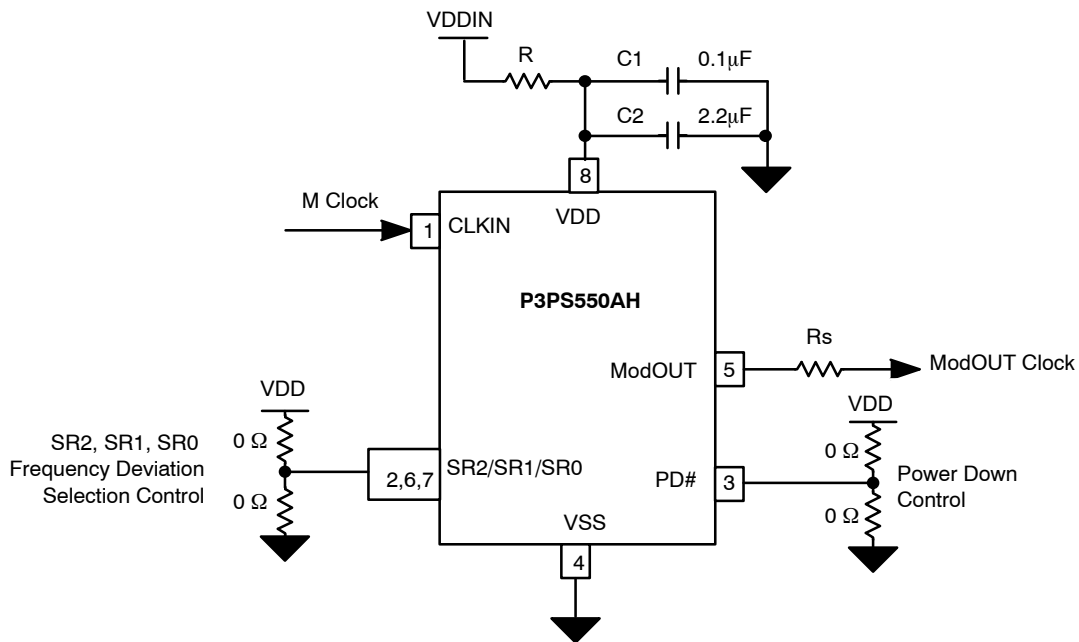 VDDIN
R
C1
0.1μF
C2
2.2μF
8
VDD
M Clock
1
CLKIN
P3PS550AH
Rs
ModOUT
5
ModOUT Clock
VDD
VDD
SR2, SR1, SR0
Frequency Deviation
Selection Control
0 Ω
0 Ω
2,6,7
SR2/SR1/SR0
PD#
3
0 Ω
0 Ω
Power Down
Control
VSS
4